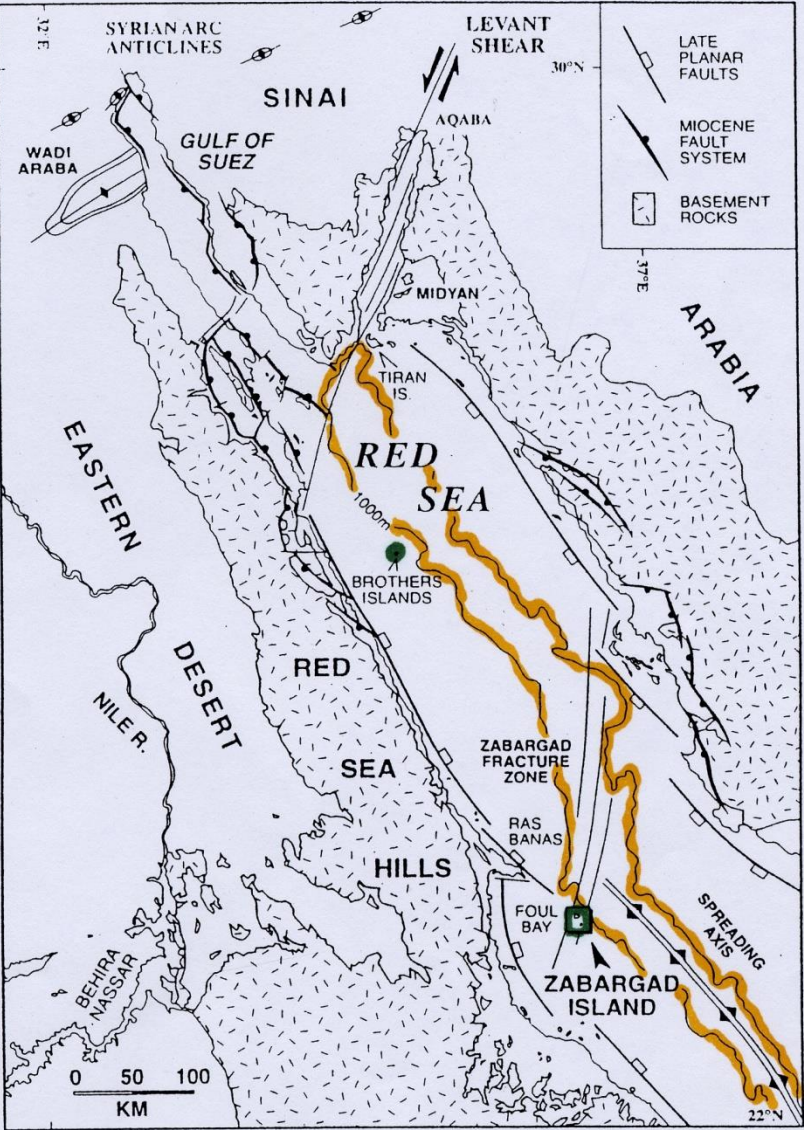 32°E
SYRIAN ARC
ANTICLINES
LEVANT
SHEAR
30°N
LATE
PLANAR
FAULTS
MIOCENE
FAULT
SYSTEM
BASEMENT
ROCKS
37°E
SINAI
AQABA
GULF OF
SUEZ
WADI
ARABA
MIDYAN
ARABIA
TIRAN
IS.
EASTERN
DESERT
RED
SEA
1000m
BROTHERS
ISLANDS
NILE R.
RED
SEA
HILLS
ZABARGAD
FRACTURE
ZONE
RAS
BANAS
FOUL
BAY
SPREADING
AXIS
ZABARGAD
ISLAND
BEHIRA
NASSAR
0 50 100
KM
22°N